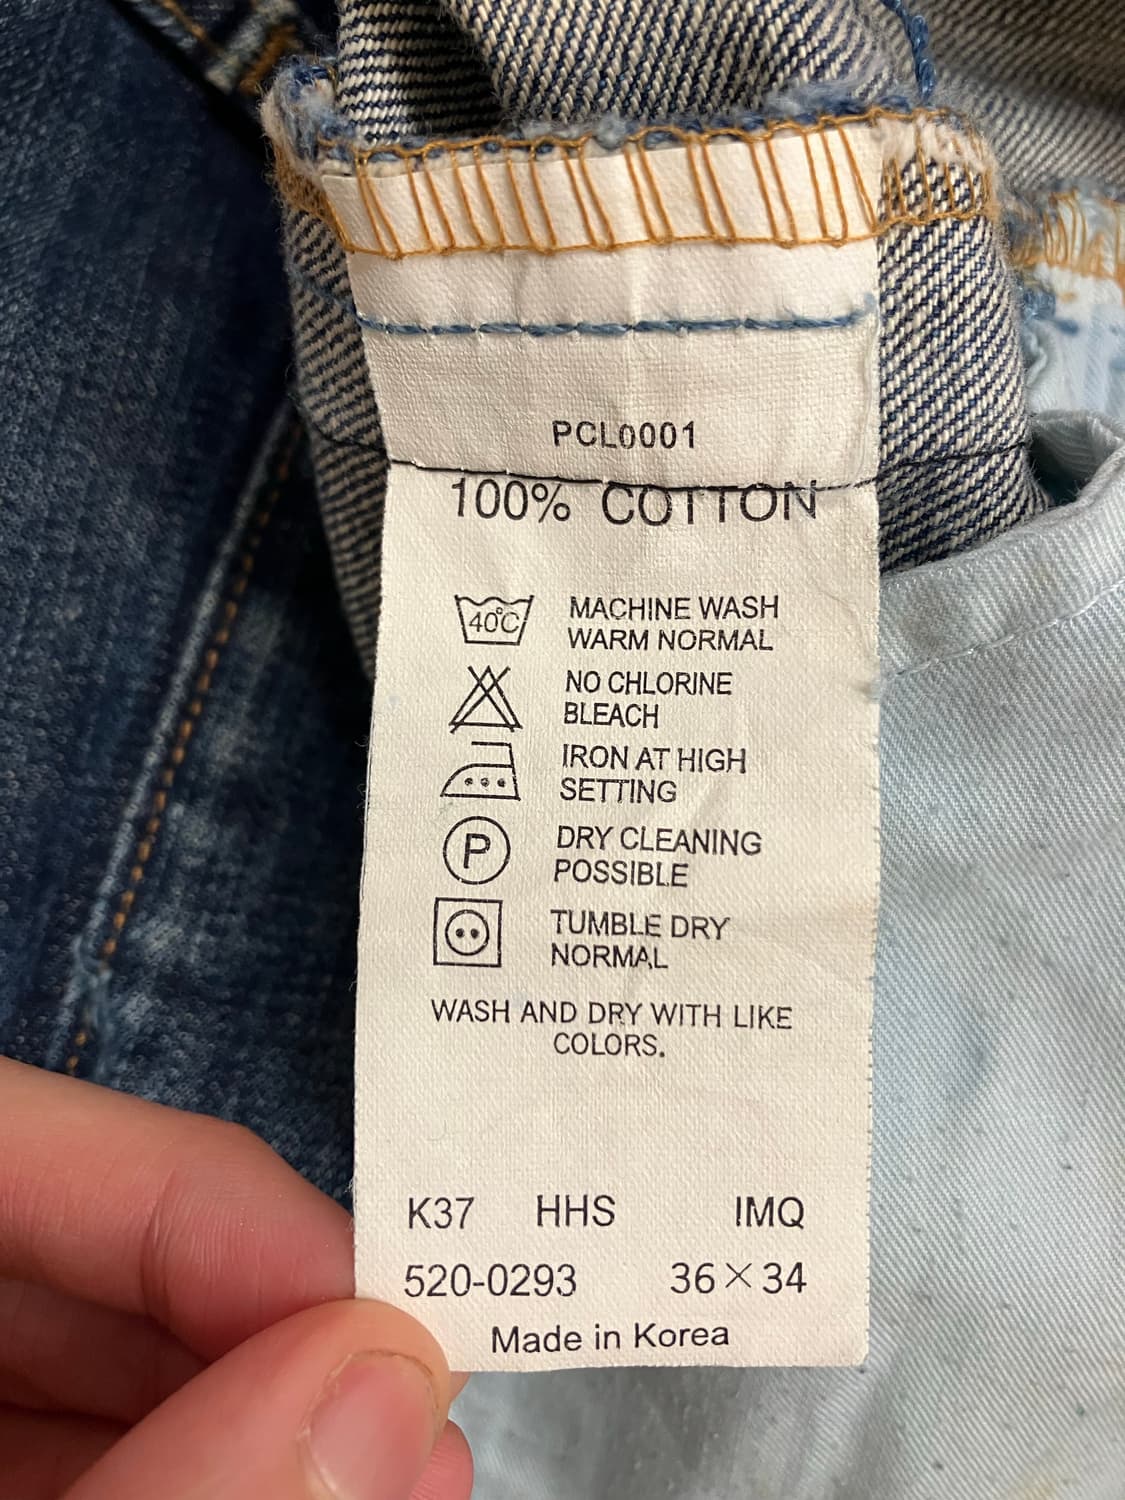 PCL0001
100% COTTON
40°C MACHINE WASH
WARM NORMAL
NO CHLORINE
BLEACH
IRON AT HIGH
SETTING
P DRY CLEANING
POSSIBLE
TUMBLE DRY
NORMAL
WASH AND DRY WITH LIKE
COLORS.
K37 HHS IMQ
520-0293 36×34
Made in Korea